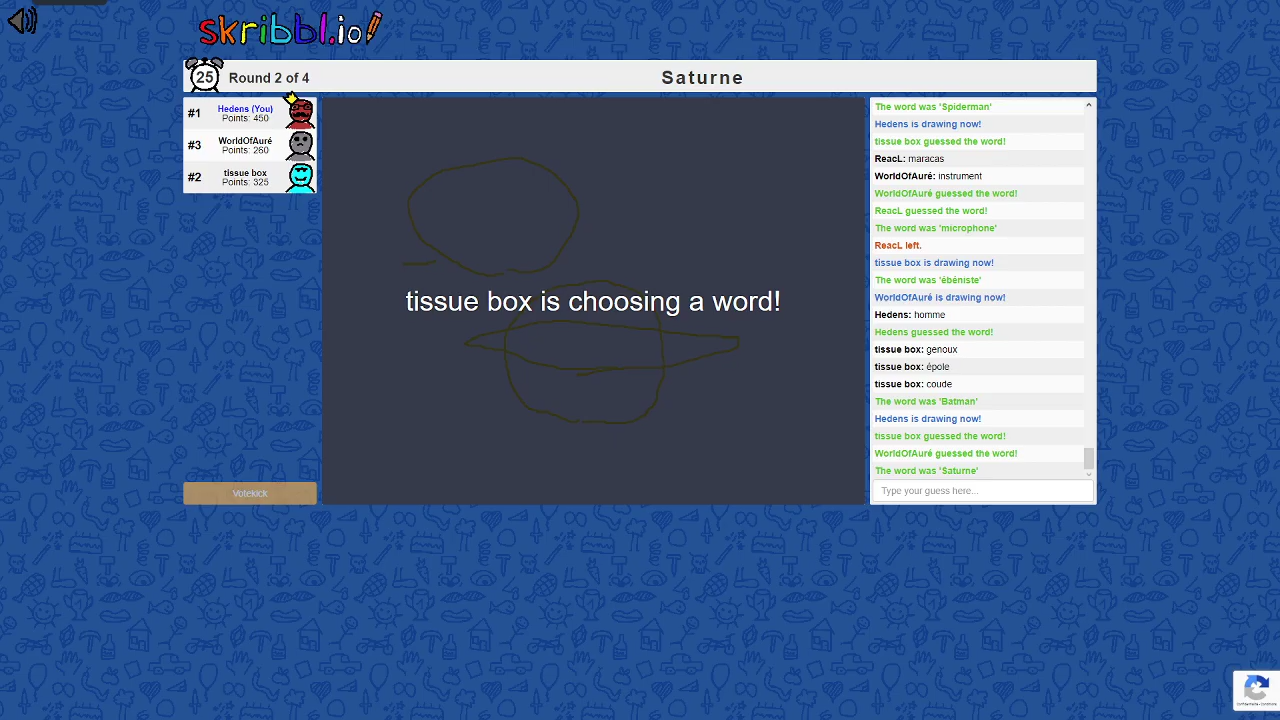 skribbl.io
25
Round 2 of 4
Saturne
#1
Hedens (You)
Points: 450
#3
WorldOfAuré
Points: 260
#2
tissue box
Points: 325
Votekick
tissue box is choosing a word!
The word was 'Spiderman'
Hedens is drawing now!
tissue box guessed the word!
ReacL: maracas
WorldOfAuré: instrument
WorldOfAuré guessed the word!
ReacL guessed the word!
The word was 'microphone'
ReacL left.
tissue box is drawing now!
The word was 'ébéniste'
WorldOfAuré is drawing now!
Hedens: homme
Hedens guessed the word!
tissue box: genoux
tissue box: épole
tissue box: coude
The word was 'Batman'
Hedens is drawing now!
tissue box guessed the word!
WorldOfAuré guessed the word!
The word was 'Saturne'
Type your guess here...